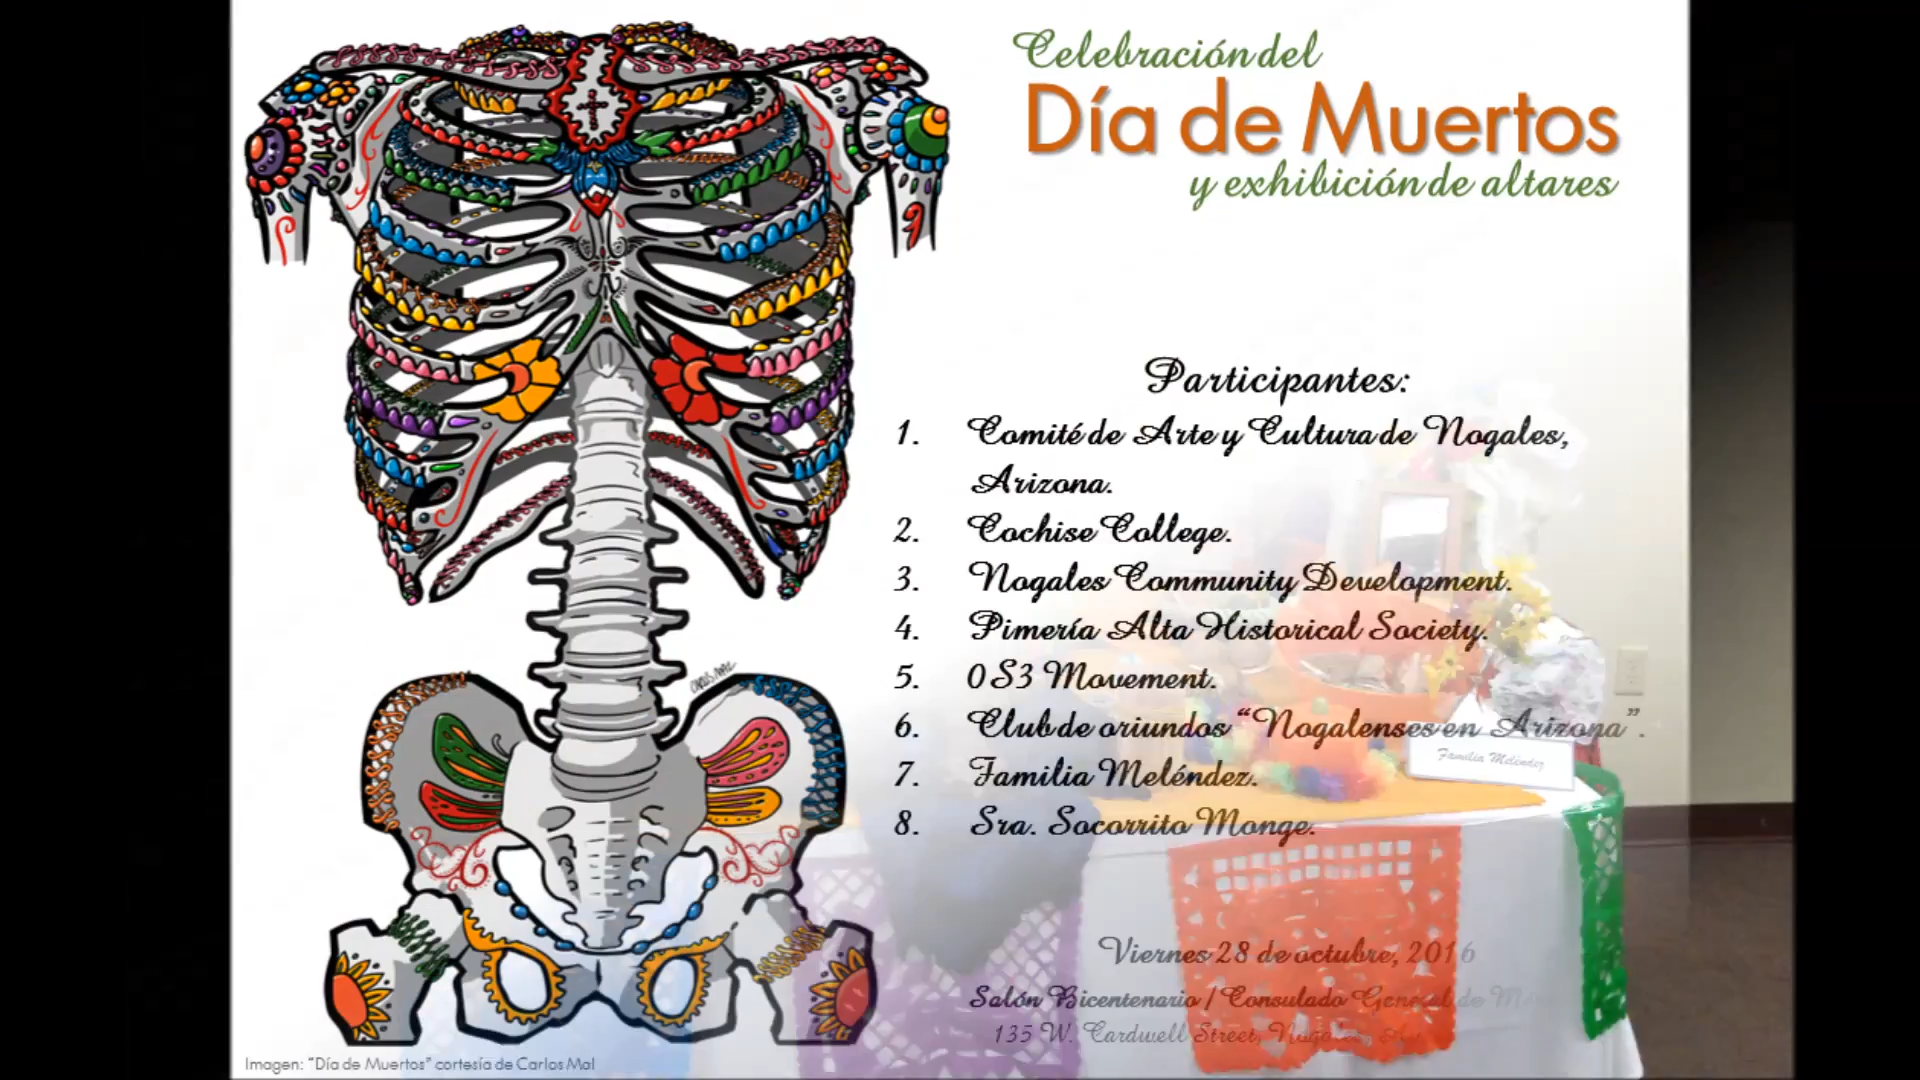 Celebración del
Día de Muertos
y exhibición de altares
Participantes:
1. Comité de Arte y Cultura de Nogales,
Arizona.
2. Cochise College.
3. Nogales Community Development.
4. Pimería Alta Historical Society.
5. 0S3 Movement.
6. Club de oriundos “Nogalenses en Arizona”.
Familia Meléndez
7. Familia Meléndez.
8. Sra. Socorrito Monge.
Viernes 28 de octubre, 2016
Salón Bicentenario / Consulado General de
135 W. Cardwell Street, Nogales,
Imagen: “Día de Muertos” cortesía de Carlos Mal